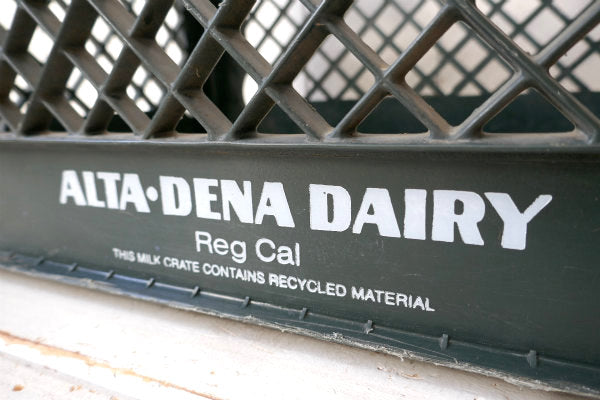 ALTA•DENA DAIRY
Reg Cal
THIS MILK CRATE CONTAINS RECYCLED MATERIAL